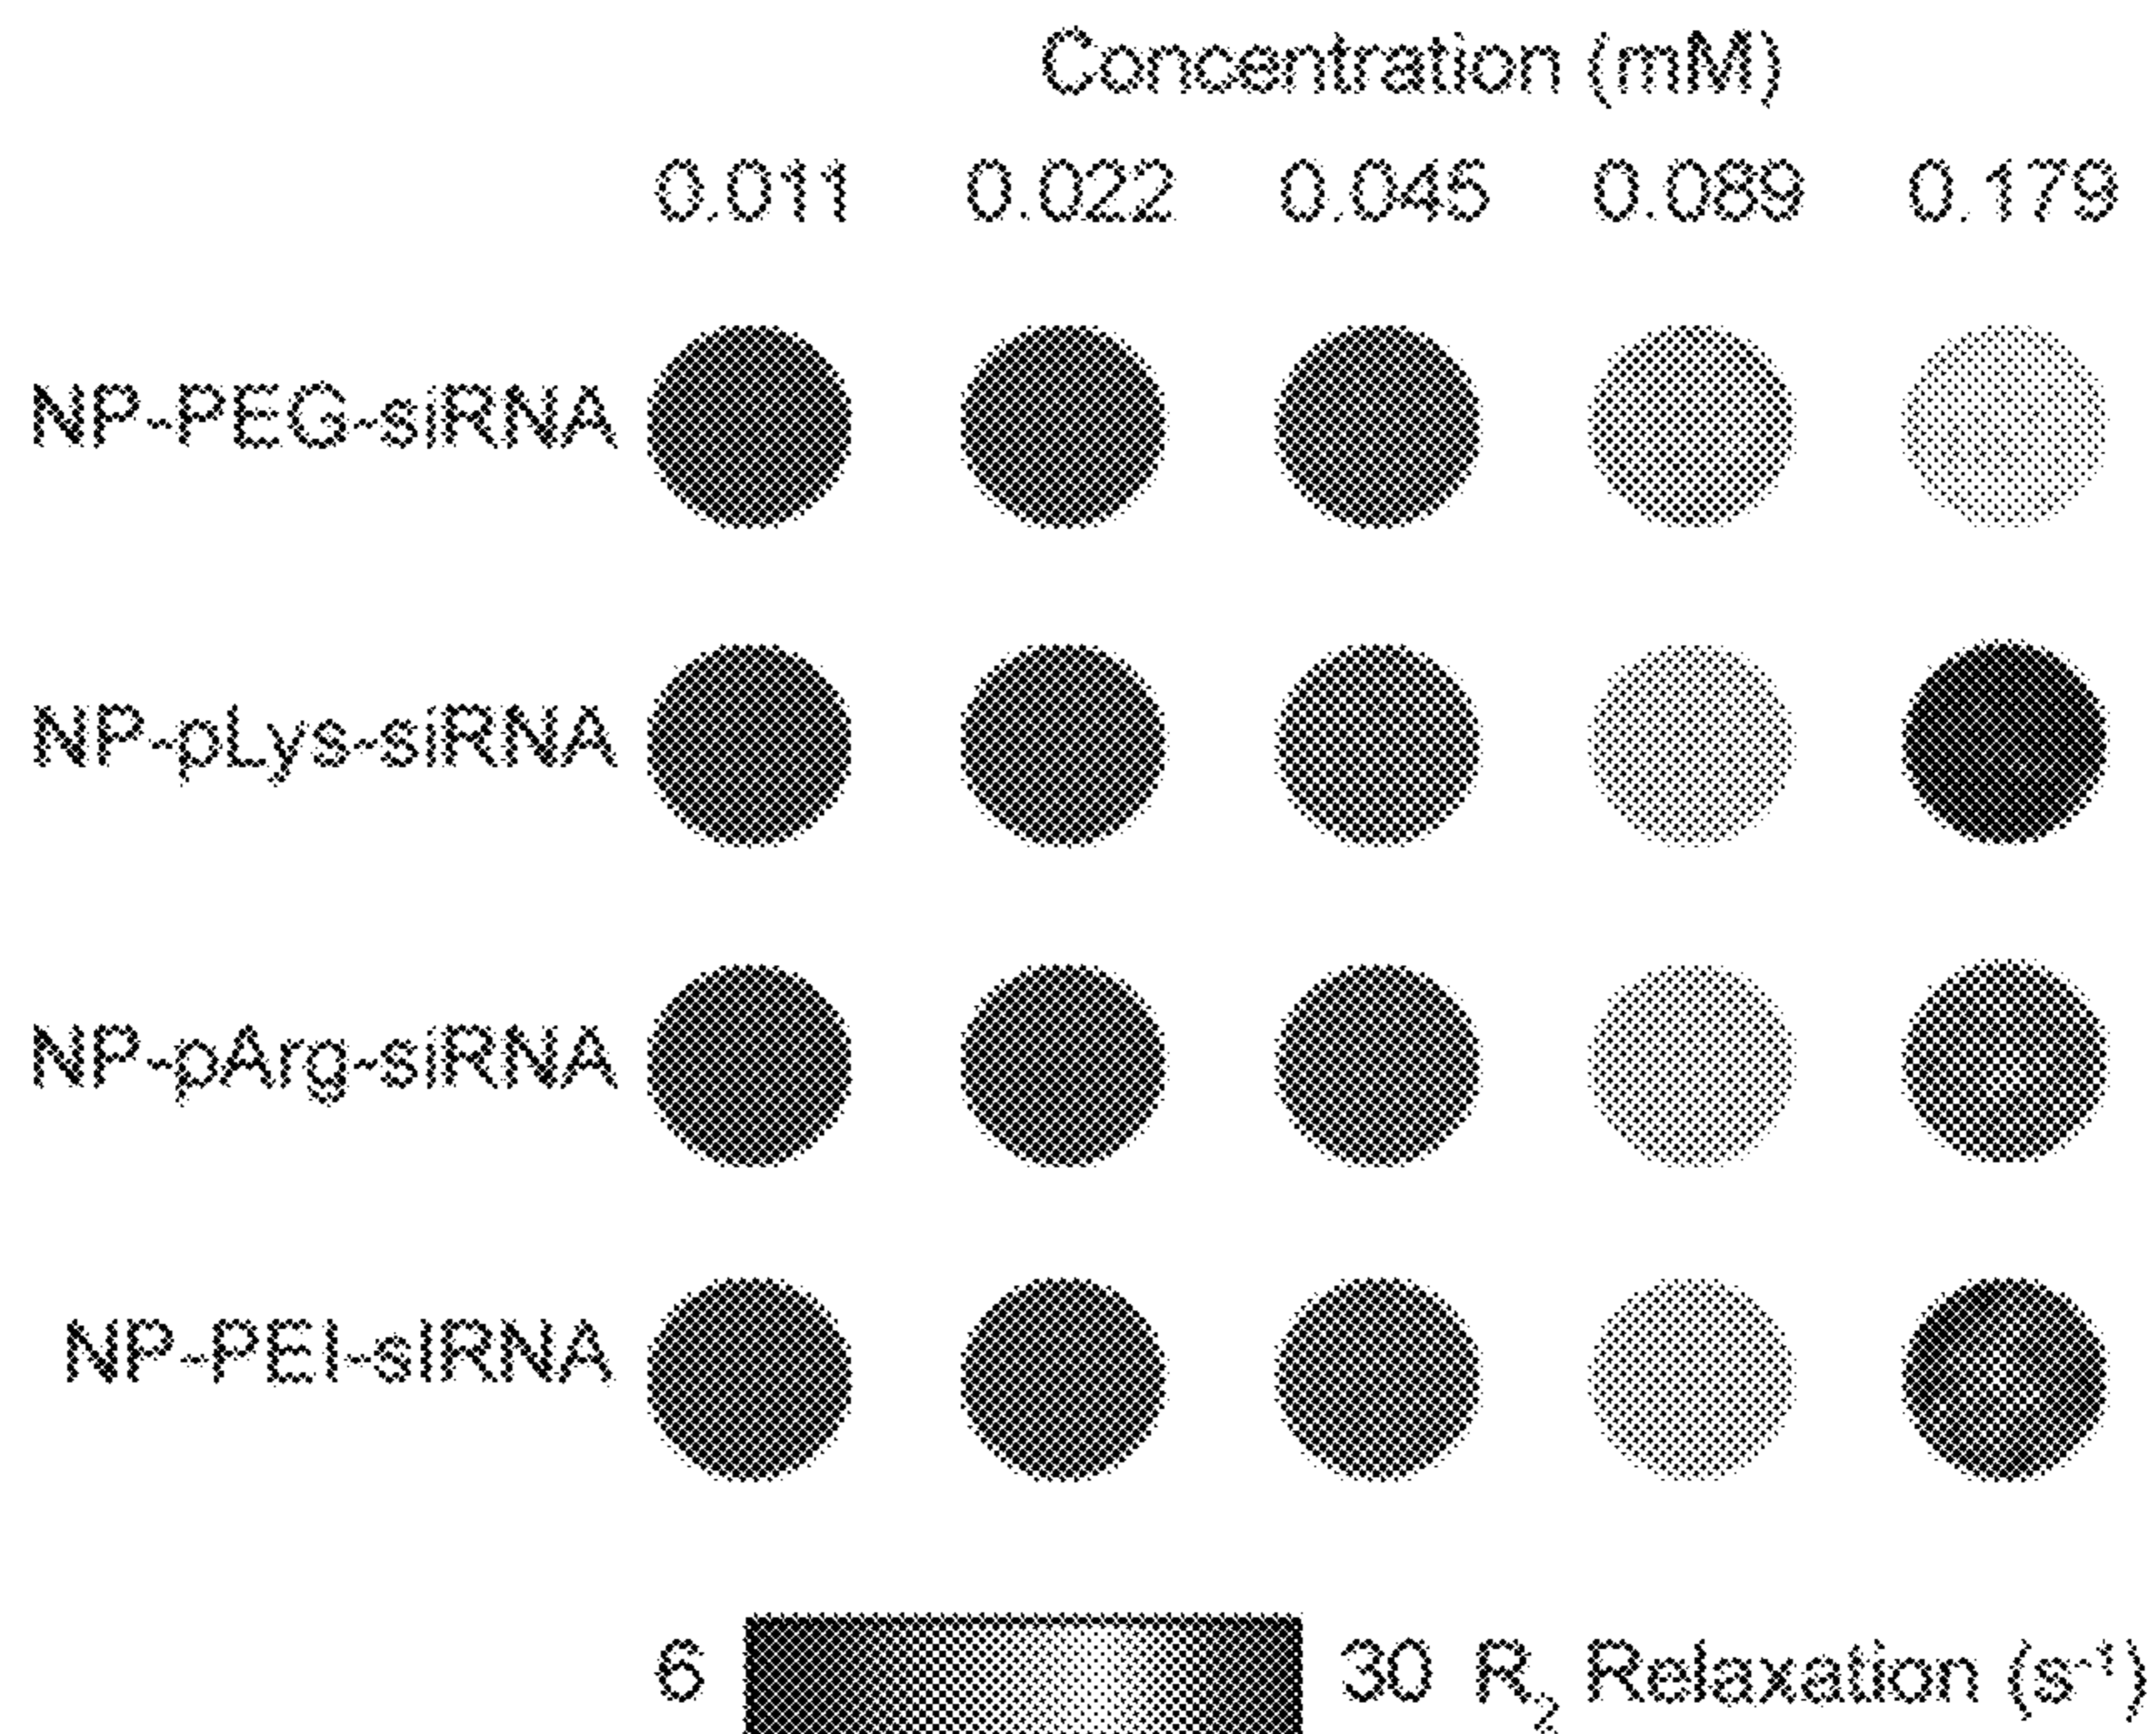 Concentration (mM)
0.011 0.022 0.045 0.089 0.179
NP-PEG-siRNA
NP-pLys-siRNA
NP-pArg-siRNA
NP-PEI-siRNA
6 30 R₂ Relaxation (s⁻¹)